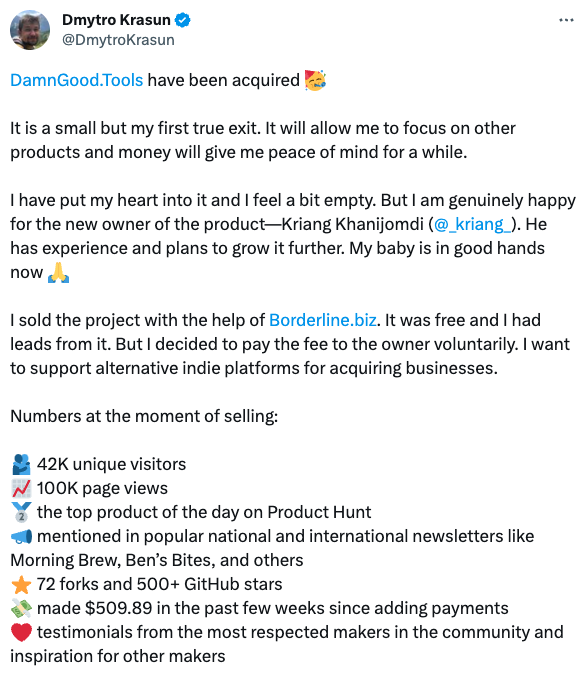 Dmytro Krasun
@DmytroKrasun
DamnGood.Tools have been acquired 🥳
It is a small but my first true exit. It will allow me to focus on other
products and money will give me peace of mind for a while.
I have put my heart into it and I feel a bit empty. But I am genuinely happy
for the new owner of the product—Kriang Khanijomdi (@_kriang_). He
has experience and plans to grow it further. My baby is in good hands
now 🙏
I sold the project with the help of Borderline.biz. It was free and I had
leads from it. But I decided to pay the fee to the owner voluntarily. I want
to support alternative indie platforms for acquiring businesses.
Numbers at the moment of selling:
🫂 42K unique visitors
📈 100K page views
🥈 the top product of the day on Product Hunt
📣 mentioned in popular national and international newsletters like
Morning Brew, Ben's Bites, and others
⭐ 72 forks and 500+ GitHub stars
💸 made $509.89 in the past few weeks since adding payments
❤️ testimonials from the most respected makers in the community and
inspiration for other makers